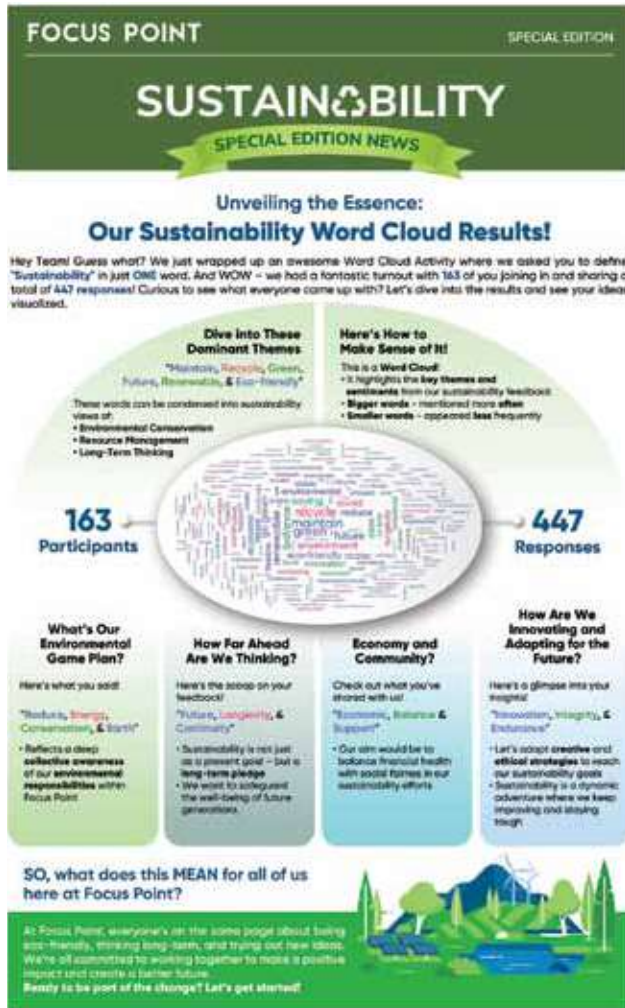 FOCUS POINT
SPECIAL EDITION
SUSTAINABILITY
SPECIAL EDITION NEWS
Unveiling the Essence:
Our Sustainability Word Cloud Results!
Hey Team! Guess what? We just wrapped up an awesome Word Cloud Activity where we asked you to define
"Sustainability" in just ONE word. And WOW – we had a fantastic turnout with 163 of you joining in and sharing a
total of 447 responses! Curious to see what everyone came up with? Let's dive into the results and see your ideas
visualized.
Dive into These
Dominant Themes
"Maintain, Recycle, Green,
Future, Renewable, & Eco-friendly"
These words can be condensed into sustainability
views of:
• Environmental Conservation
• Resource Management
• Long-Term Thinking
Here's How to
Make Sense of It!
This is a Word Cloud!
• It highlights the key themes and
sentiments from our sustainability feedback
• Bigger words - mentioned more often
• Smaller words - appeared less frequently
163
Participants
environmental
recycle
reduce
maintain
green
future
environment
eco-friendly
447
Responses
What's Our
Environmental
Game Plan?
Here's what you said!
"Reduce, Energy,
Conservation, & Earth"
• Reflects a deep
collective awareness
of our environmental
responsibilities within
Focus Point
How Far Ahead
Are We Thinking?
Here's the scoop on your
feedback!
"Future, Longevity, &
Continuity"
• Sustainability is not just
as a present goal – but a
long-term pledge
• We want to safeguard
the well-being of future
generations
Economy and
Community?
Check out what you've
shared with us!
"Economic, Balance &
Support"
• Our aim would be to
balance financial health
with social fairness in our
sustainability efforts
How Are We
Innovating and
Adapting for the
Future?
Here's a glimpse into your
insights!
"Innovation, Integrity, &
Endurance"
• Let's adopt creative and
ethical strategies to reach
our sustainability goals
• Sustainability is a dynamic
adventure where we keep
improving and staying
tough
SO, what does this MEAN for all of us
here at Focus Point?
At Focus Point, everyone's on the same page about being
eco-friendly, thinking long-term, and trying out new ideas.
We're all committed to working together to make a positive
impact and create a better future.
Ready to be part of the change? Let's get started!